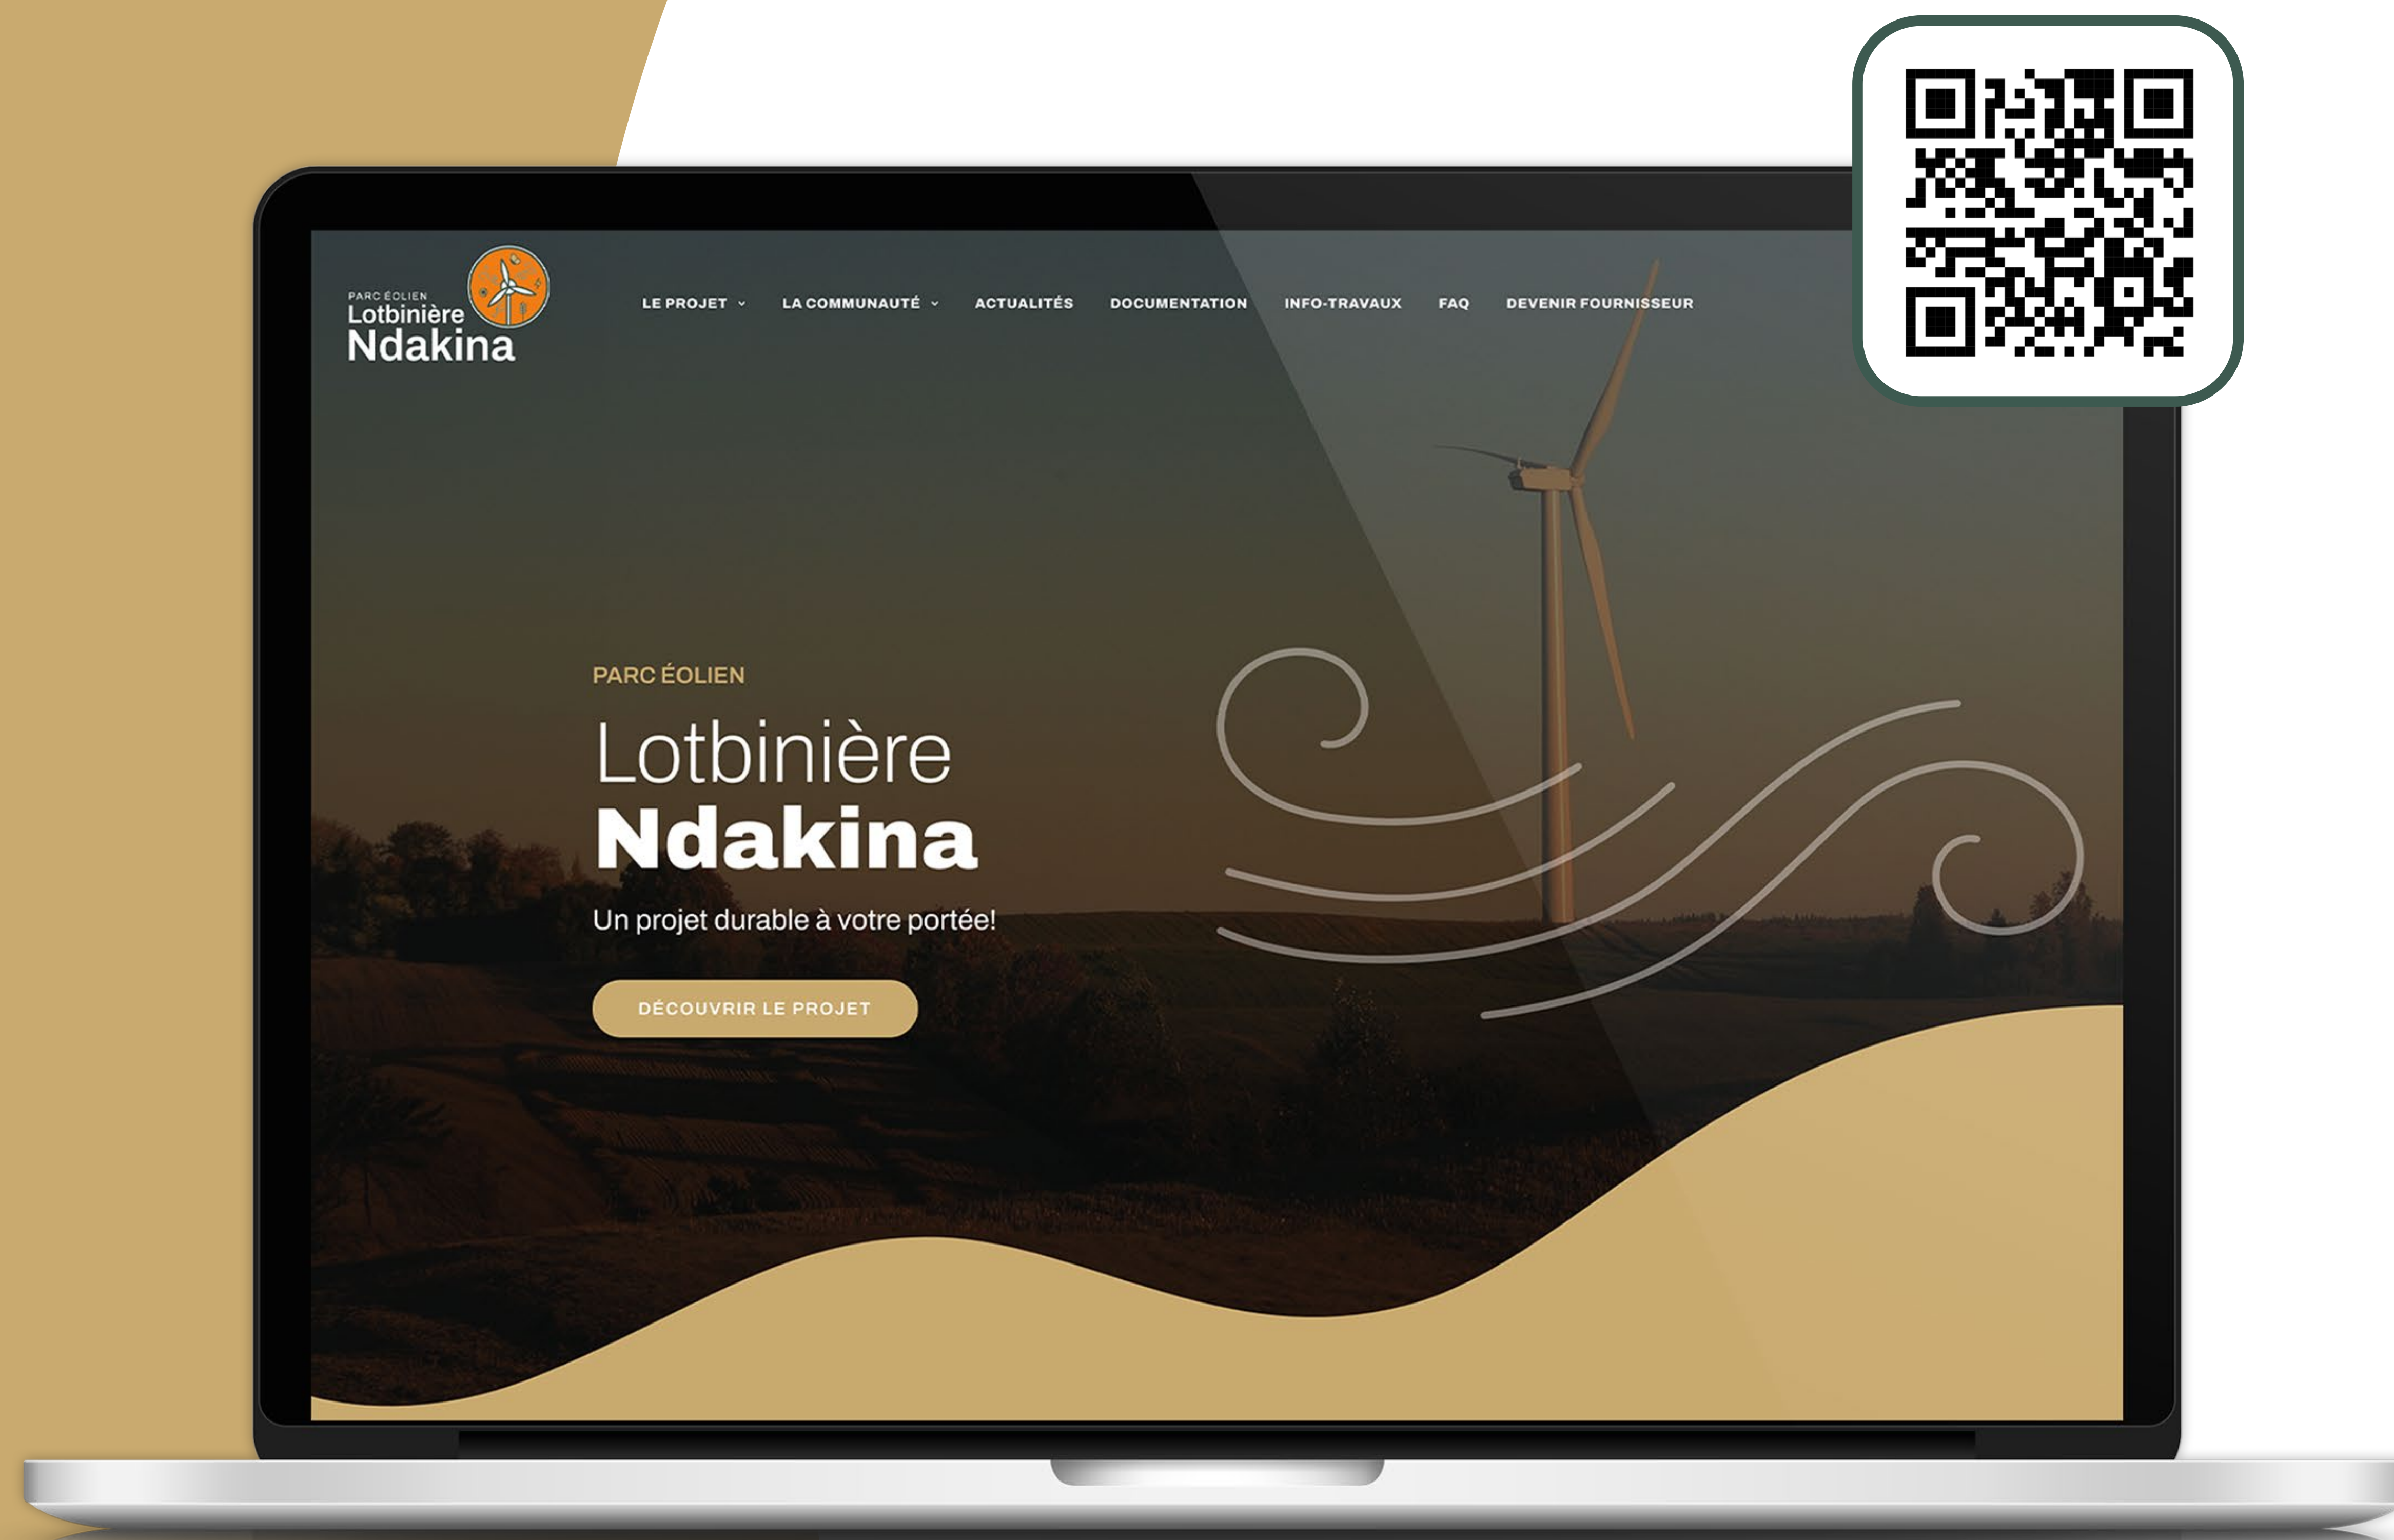 PARC ÉOLIEN
Lotbinière
Ndakina
LE PROJET
LA COMMUNAUTÉ
ACTUALITÉS
DOCUMENTATION
INFO-TRAVAUX
FAQ
DEVENIR FOURNISSEUR
PARC ÉOLIEN
Lotbinière
Ndakina
Un projet durable à votre portée!
DÉCOUVRIR LE PROJET